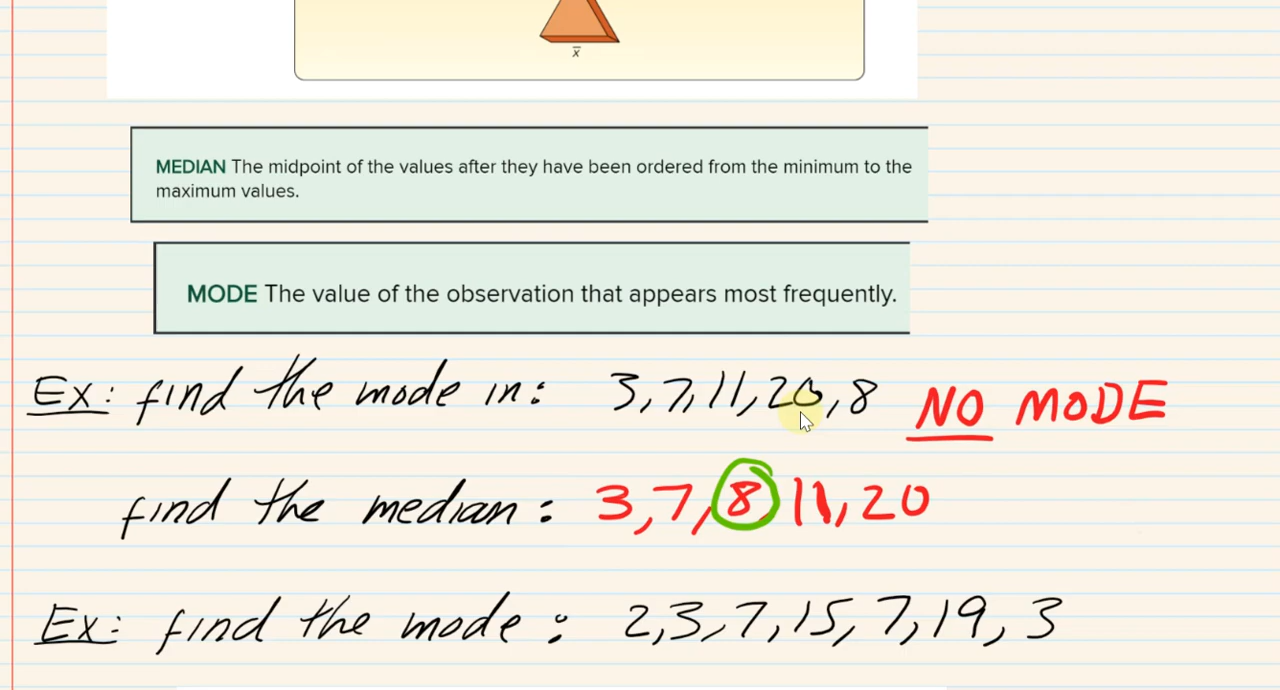 x̄
MEDIAN The midpoint of the values after they have been ordered from the minimum to the
maximum values.
MODE The value of the observation that appears most frequently.
Ex: find the mode in: 3,7,11,20,8 NO MODE
find the median: 3,7,8,11,20
Ex: find the mode: 2,3,7,15,7,19,3